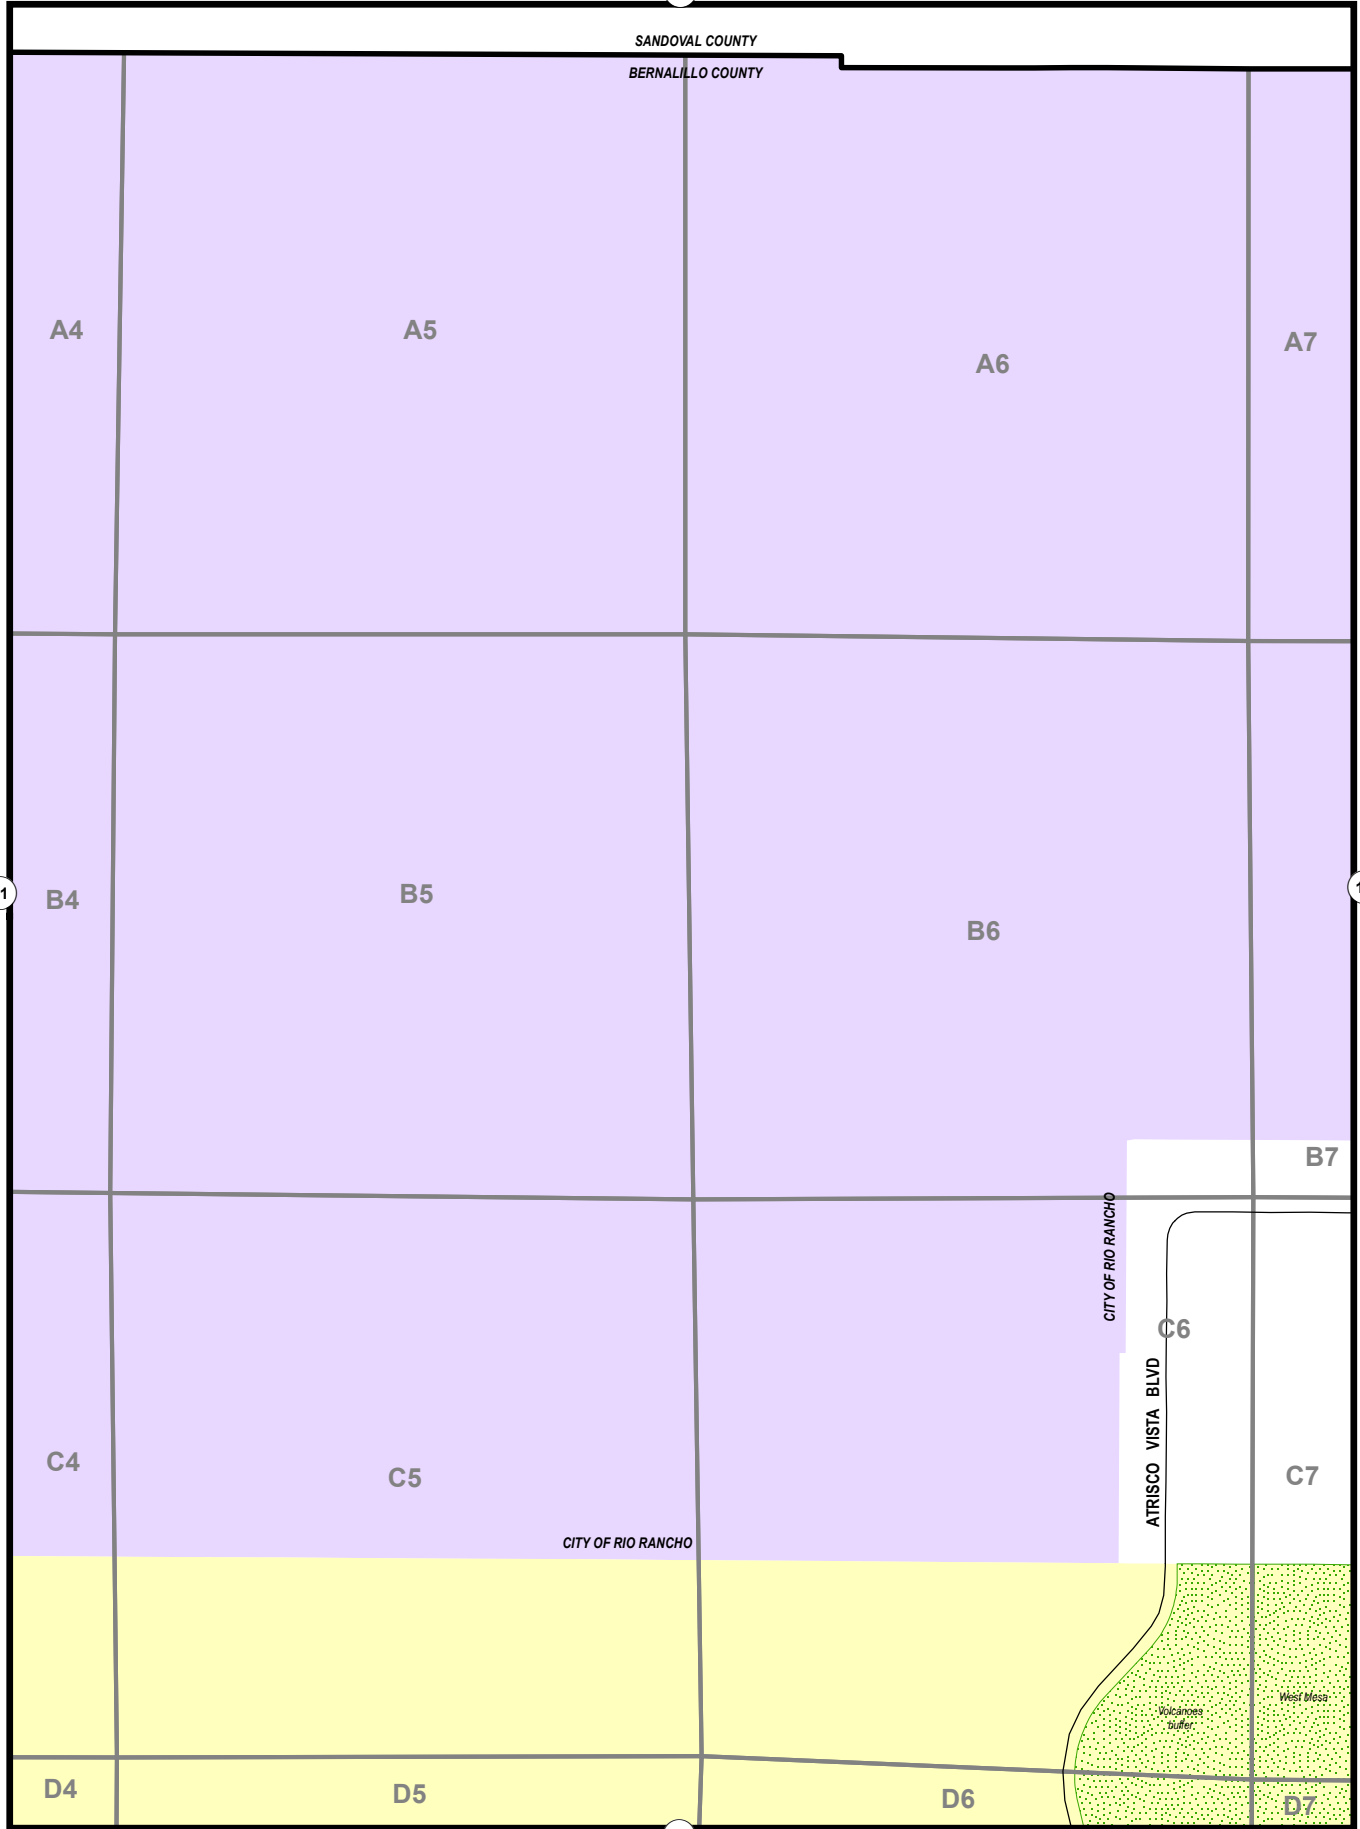 SANDOVAL COUNTY
BERNALILLO COUNTY
A4
A5
A6
A7
1
B4
B5
B6
B7
CITY OF RIO RANCHO
C6
ATRISCO VISTA BLVD
C4
C5
C7
CITY OF RIO RANCHO
West Mesa
Volcanoes
buffer
D4
D5
D6
D7